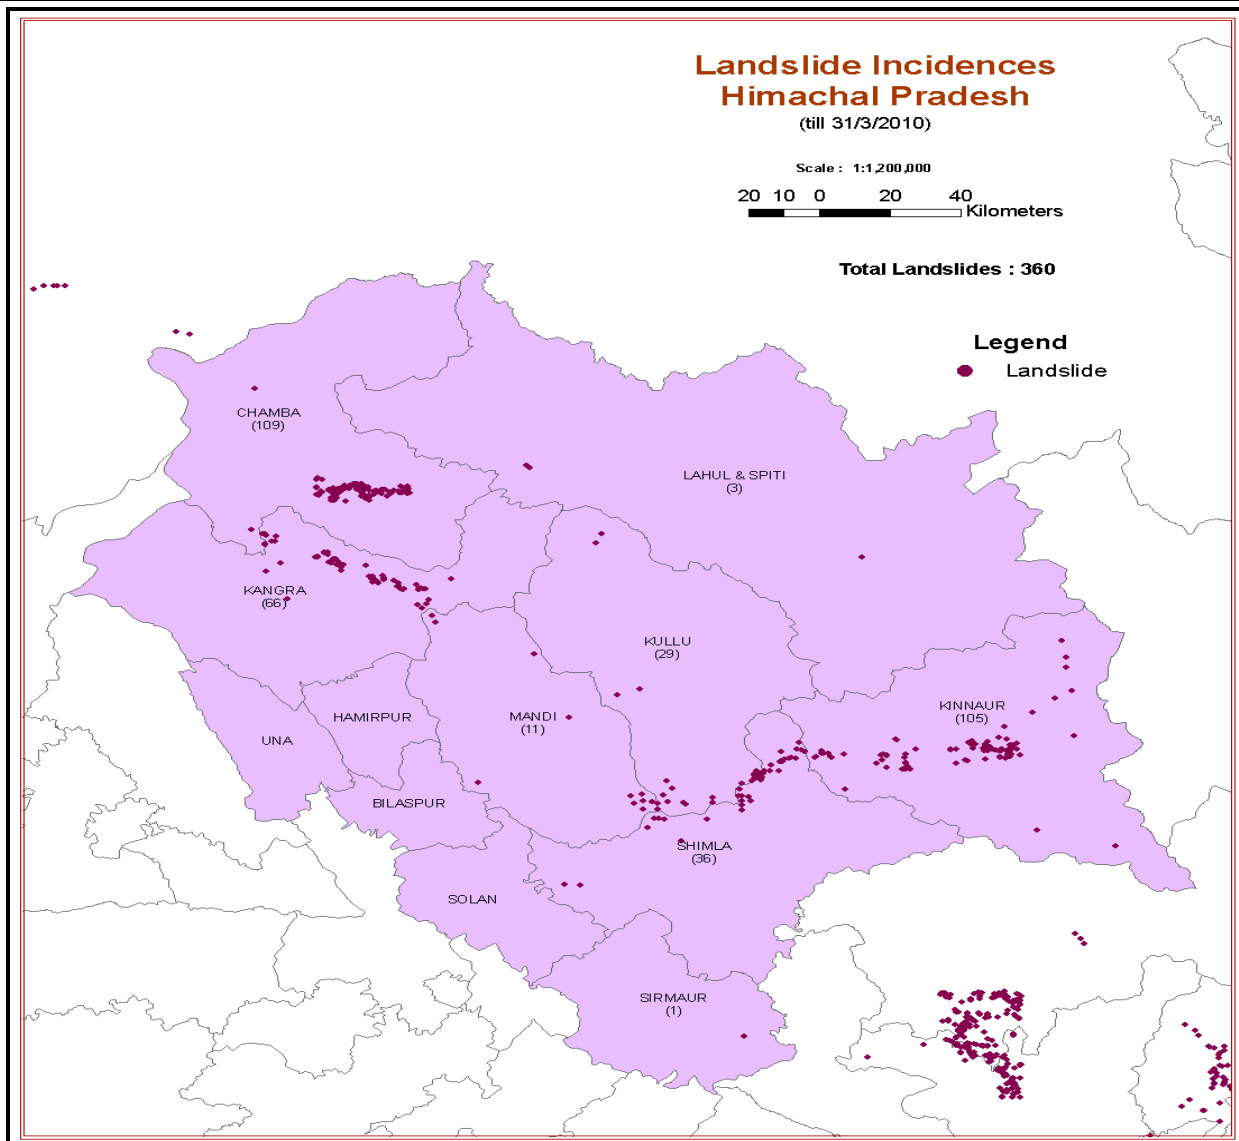 Landslide Incidences
Himachal Pradesh
(till 31/3/2010)
Scale : 1:1,200,000
20 10 0 20 40
Kilometers
Total Landslides : 360
Legend
Landslide
CHAMBA
(109)
LAHUL & SPITI
(3)
KANGRA
(66)
KULLU
(29)
KINNAUR
(105)
HAMIRPUR
MANDI
(11)
UNA
BILASPUR
SHIMLA
(36)
SOLAN
SIRMAUR
(1)